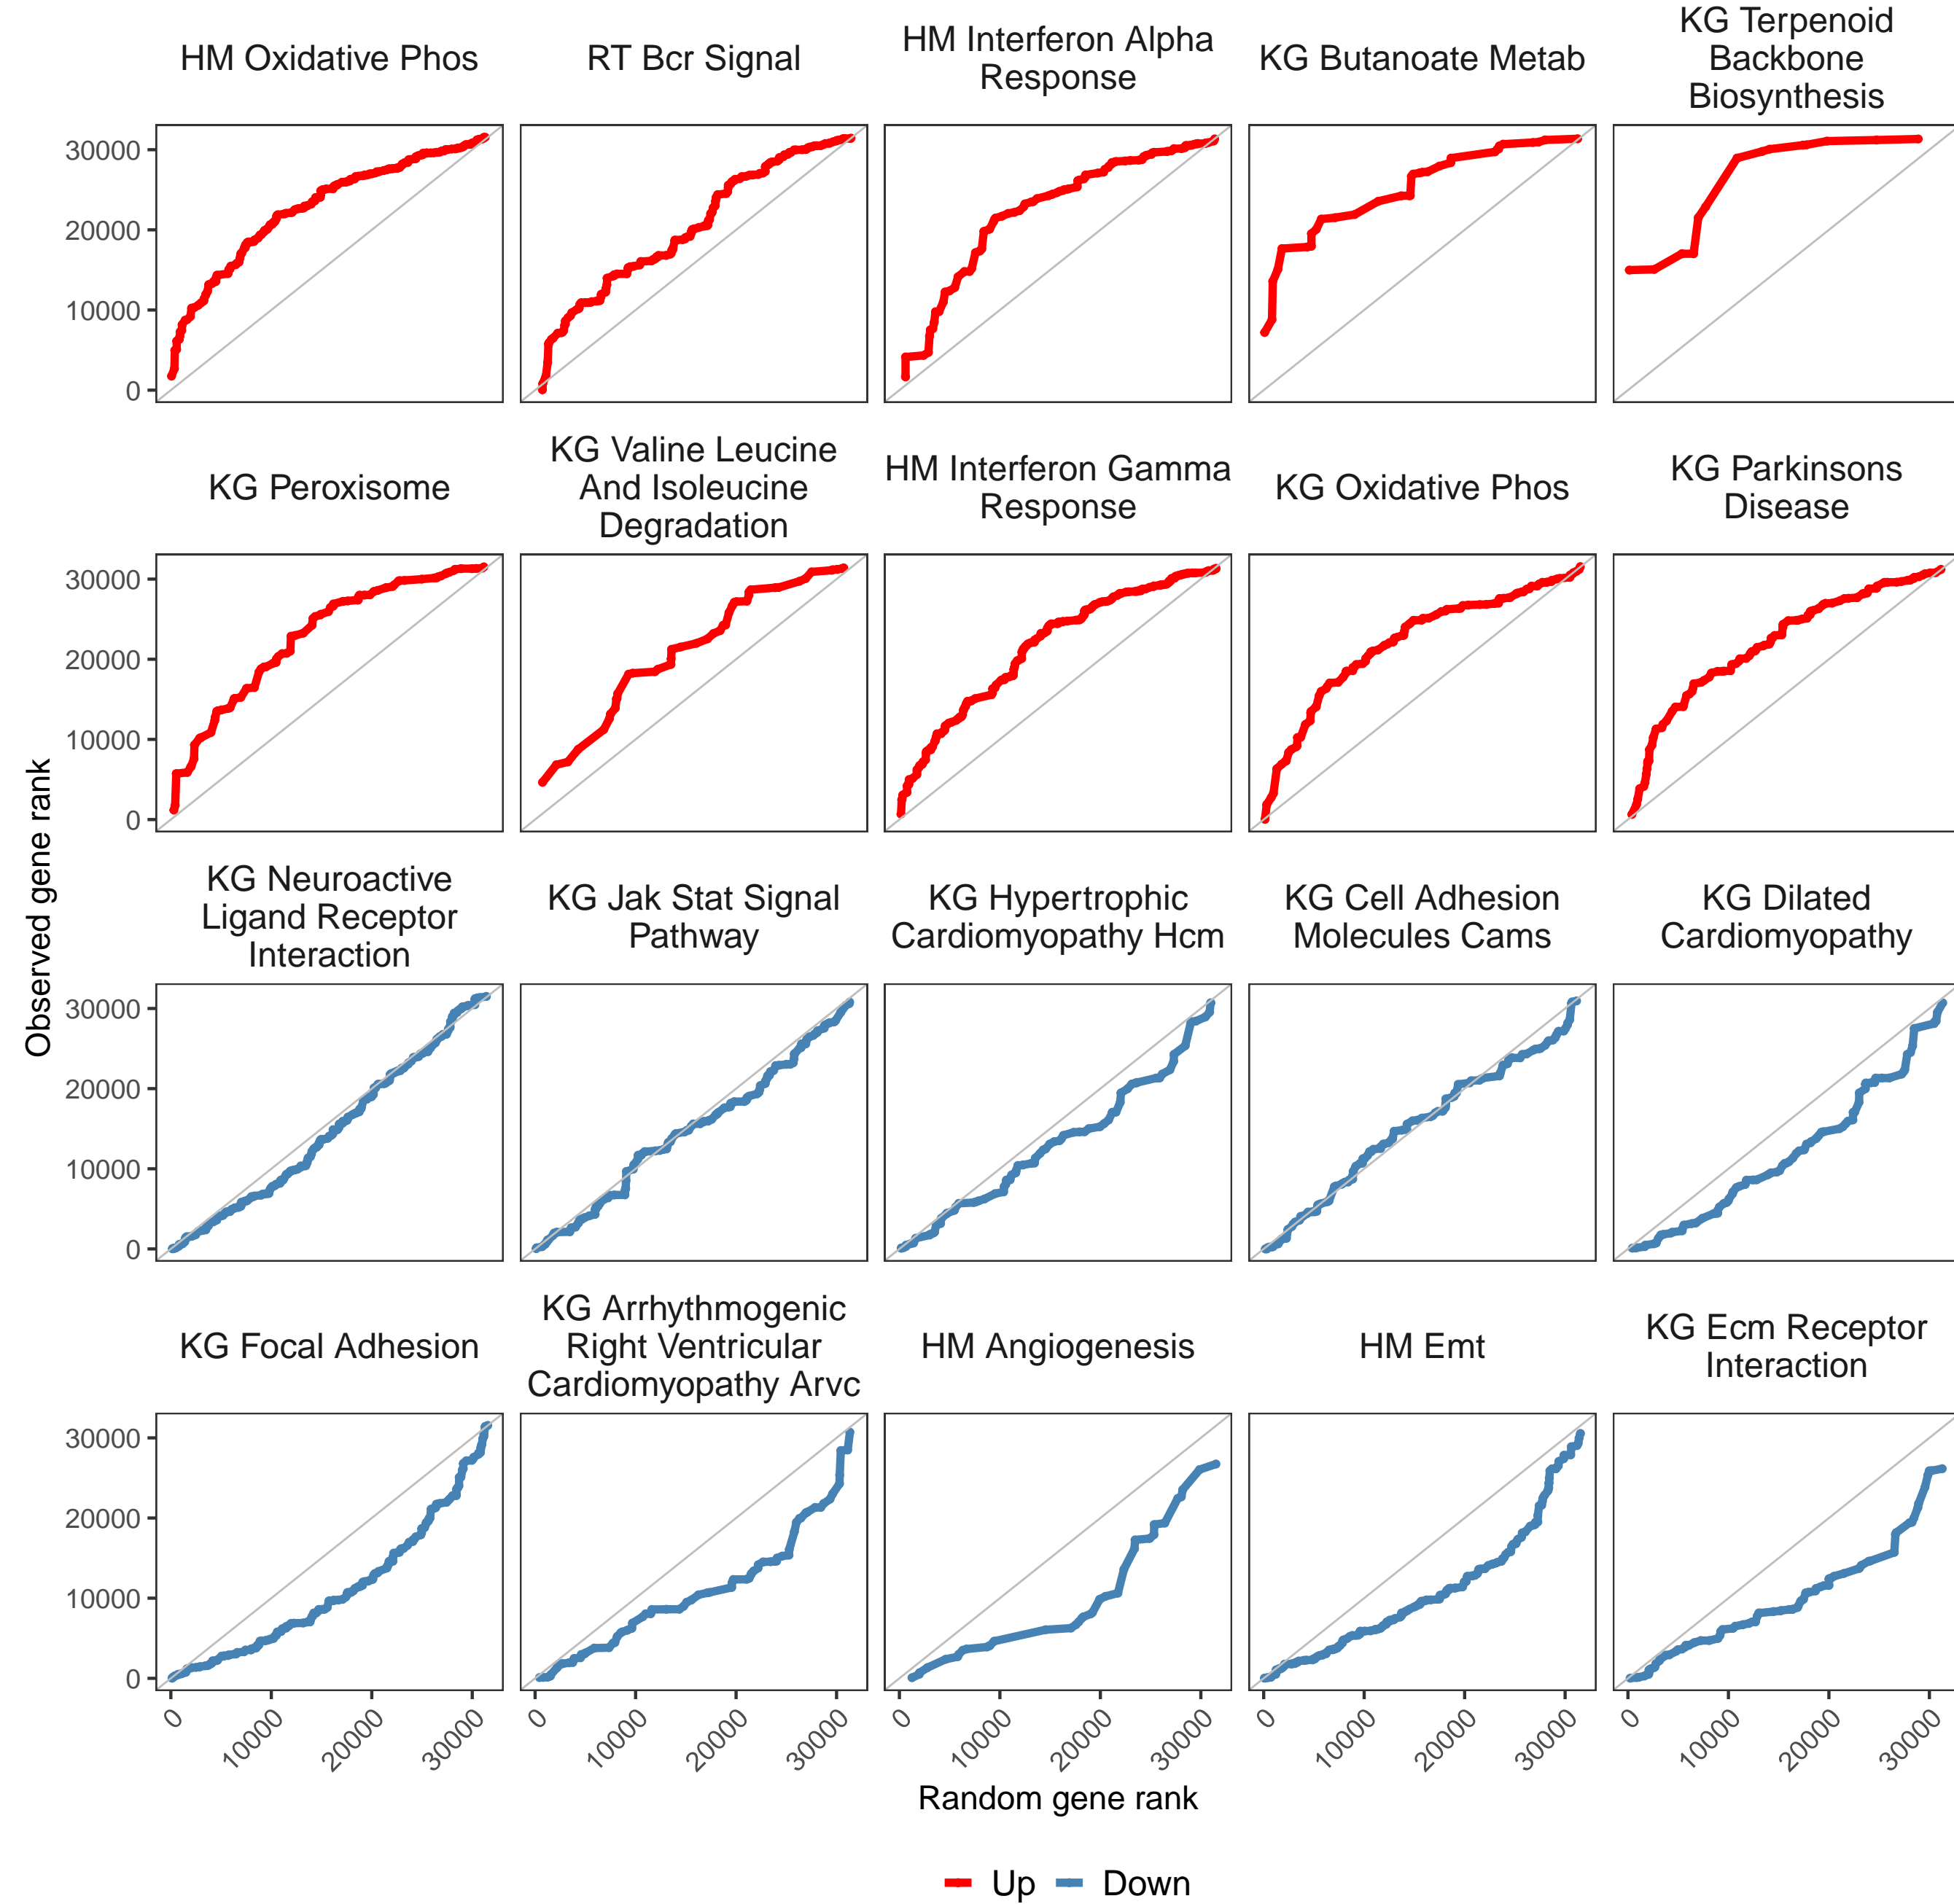 HM Oxidative Phos
RT Bcr Signal
HM Interferon Alpha
Response
KG Butanoate Metab
KG Terpenoid
Backbone
Biosynthesis
30000
20000
10000
0
KG Peroxisome
KG Valine Leucine
And Isoleucine
Degradation
HM Interferon Gamma
Response
KG Oxidative Phos
KG Parkinsons
Disease
30000
20000
10000
0
Observed gene rank
KG Neuroactive
Ligand Receptor
Interaction
KG Jak Stat Signal
Pathway
KG Hypertrophic
Cardiomyopathy Hcm
KG Cell Adhesion
Molecules Cams
KG Dilated
Cardiomyopathy
30000
20000
10000
0
KG Focal Adhesion
KG Arrhythmogenic
Right Ventricular
Cardiomyopathy Arvc
HM Angiogenesis
HM Emt
KG Ecm Receptor
Interaction
30000
20000
10000
0
0 10000 20000 30000
0 10000 20000 30000
0 10000 20000 30000
0 10000 20000 30000
0 10000 20000 30000
Random gene rank
Up Down